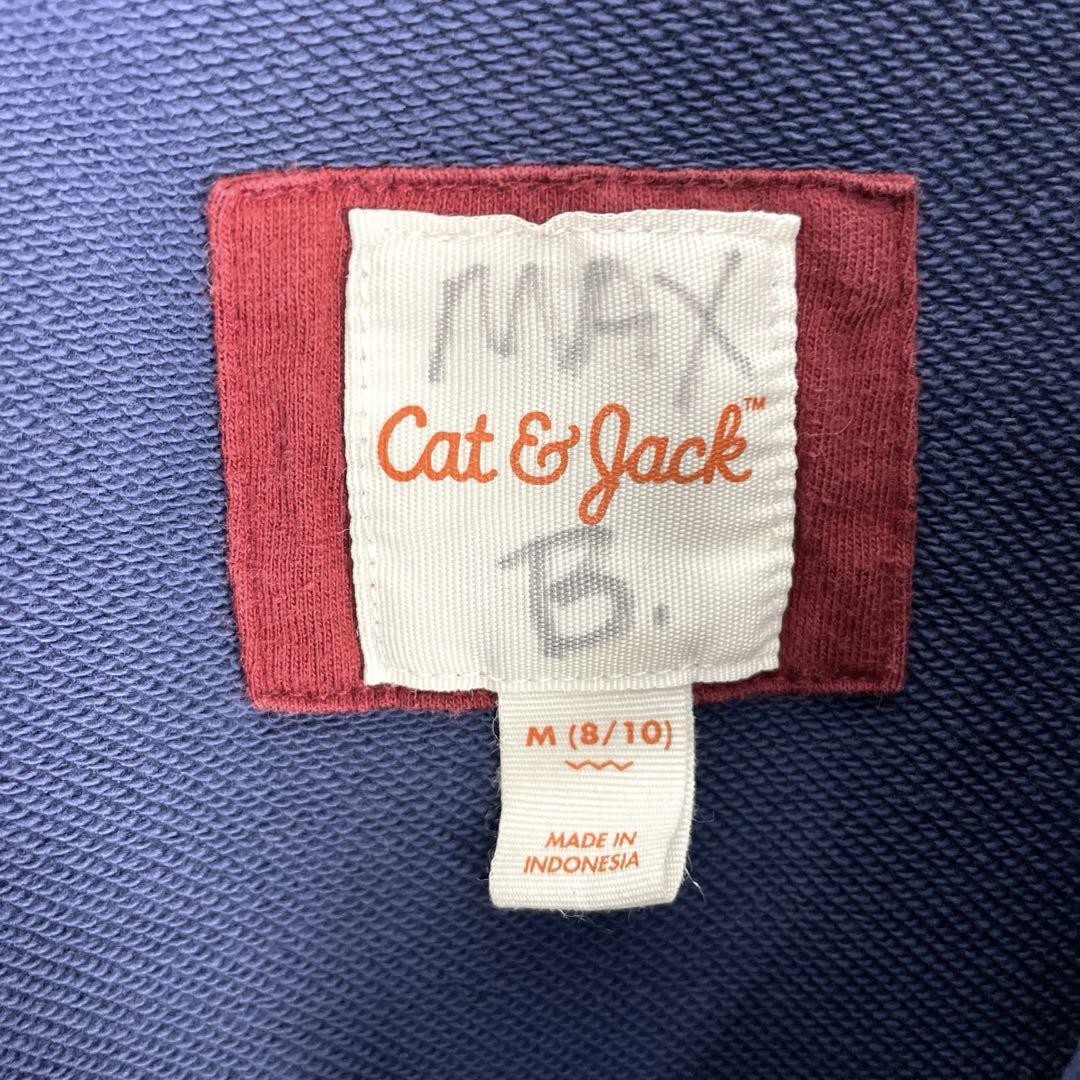 MAX
Cat & Jack™
B.
M (8/10)
MADE IN
INDONESIA